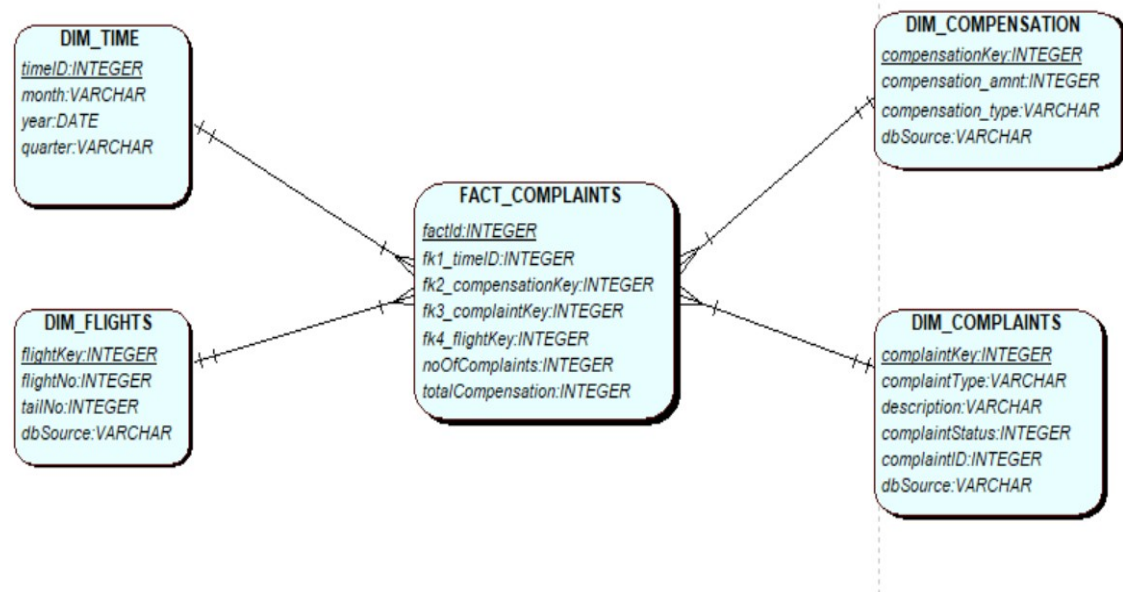 DIM_TIME
timeID:INTEGER
month:VARCHAR
year:DATE
quarter:VARCHAR
DIM_COMPENSATION
compensationKey:INTEGER
compensation_amnt:INTEGER
compensation_type:VARCHAR
dbSource:VARCHAR
FACT_COMPLAINTS
factId:INTEGER
fk1_timeID:INTEGER
fk2_compensationKey:INTEGER
fk3_complaintKey:INTEGER
fk4_flightKey:INTEGER
noOfComplaints:INTEGER
totalCompensation:INTEGER
DIM_FLIGHTS
flightKey:INTEGER
flightNo:INTEGER
tailNo:INTEGER
dbSource:VARCHAR
DIM_COMPLAINTS
complaintKey:INTEGER
complaintType:VARCHAR
description:VARCHAR
complaintStatus:INTEGER
complaintID:INTEGER
dbSource:VARCHAR